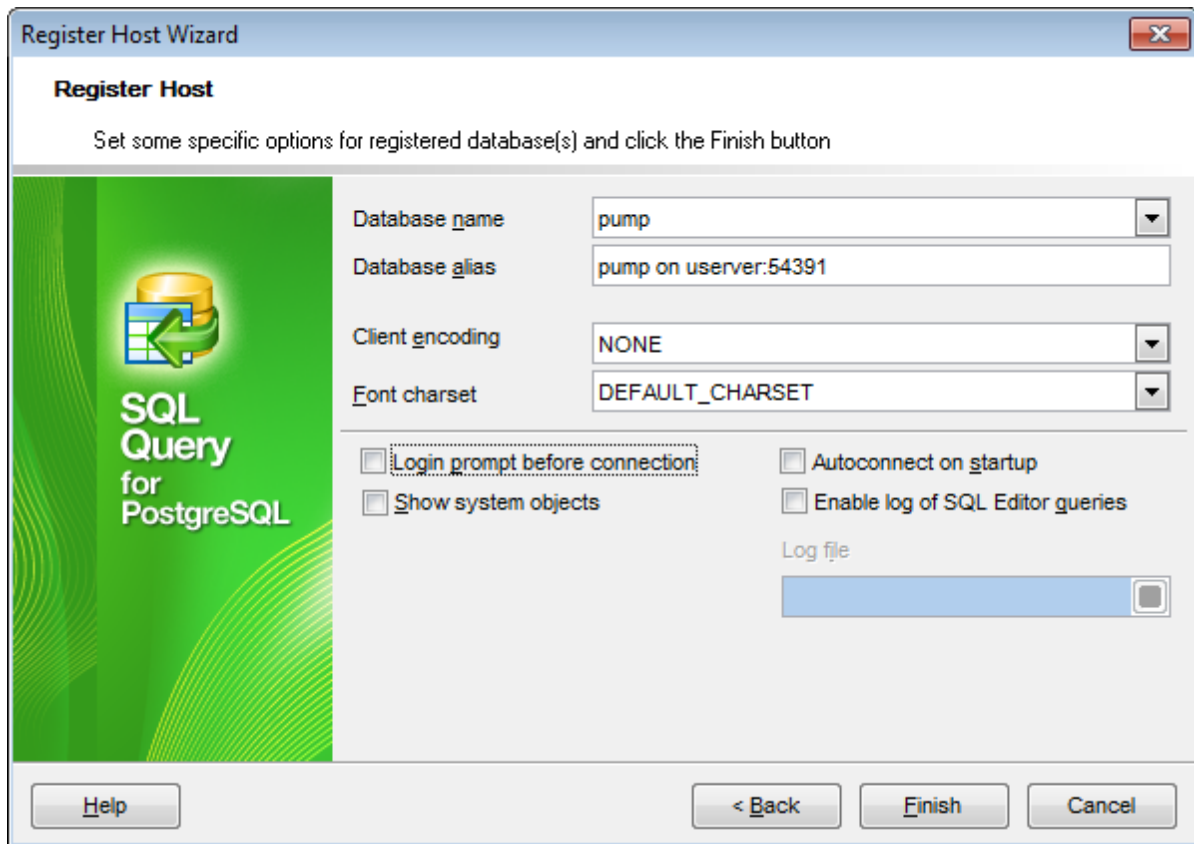 Register Host Wizard
Register Host
Set some specific options for registered database(s) and click the Finish button
SQL
Query
for
PostgreSQL
Database name
pump
Database alias
pump on userver:54391
Client encoding
NONE
Font charset
DEFAULT_CHARSET
Login prompt before connection
Autoconnect on startup
Show system objects
Enable log of SQL Editor queries
Log file
Help
< Back
Finish
Cancel